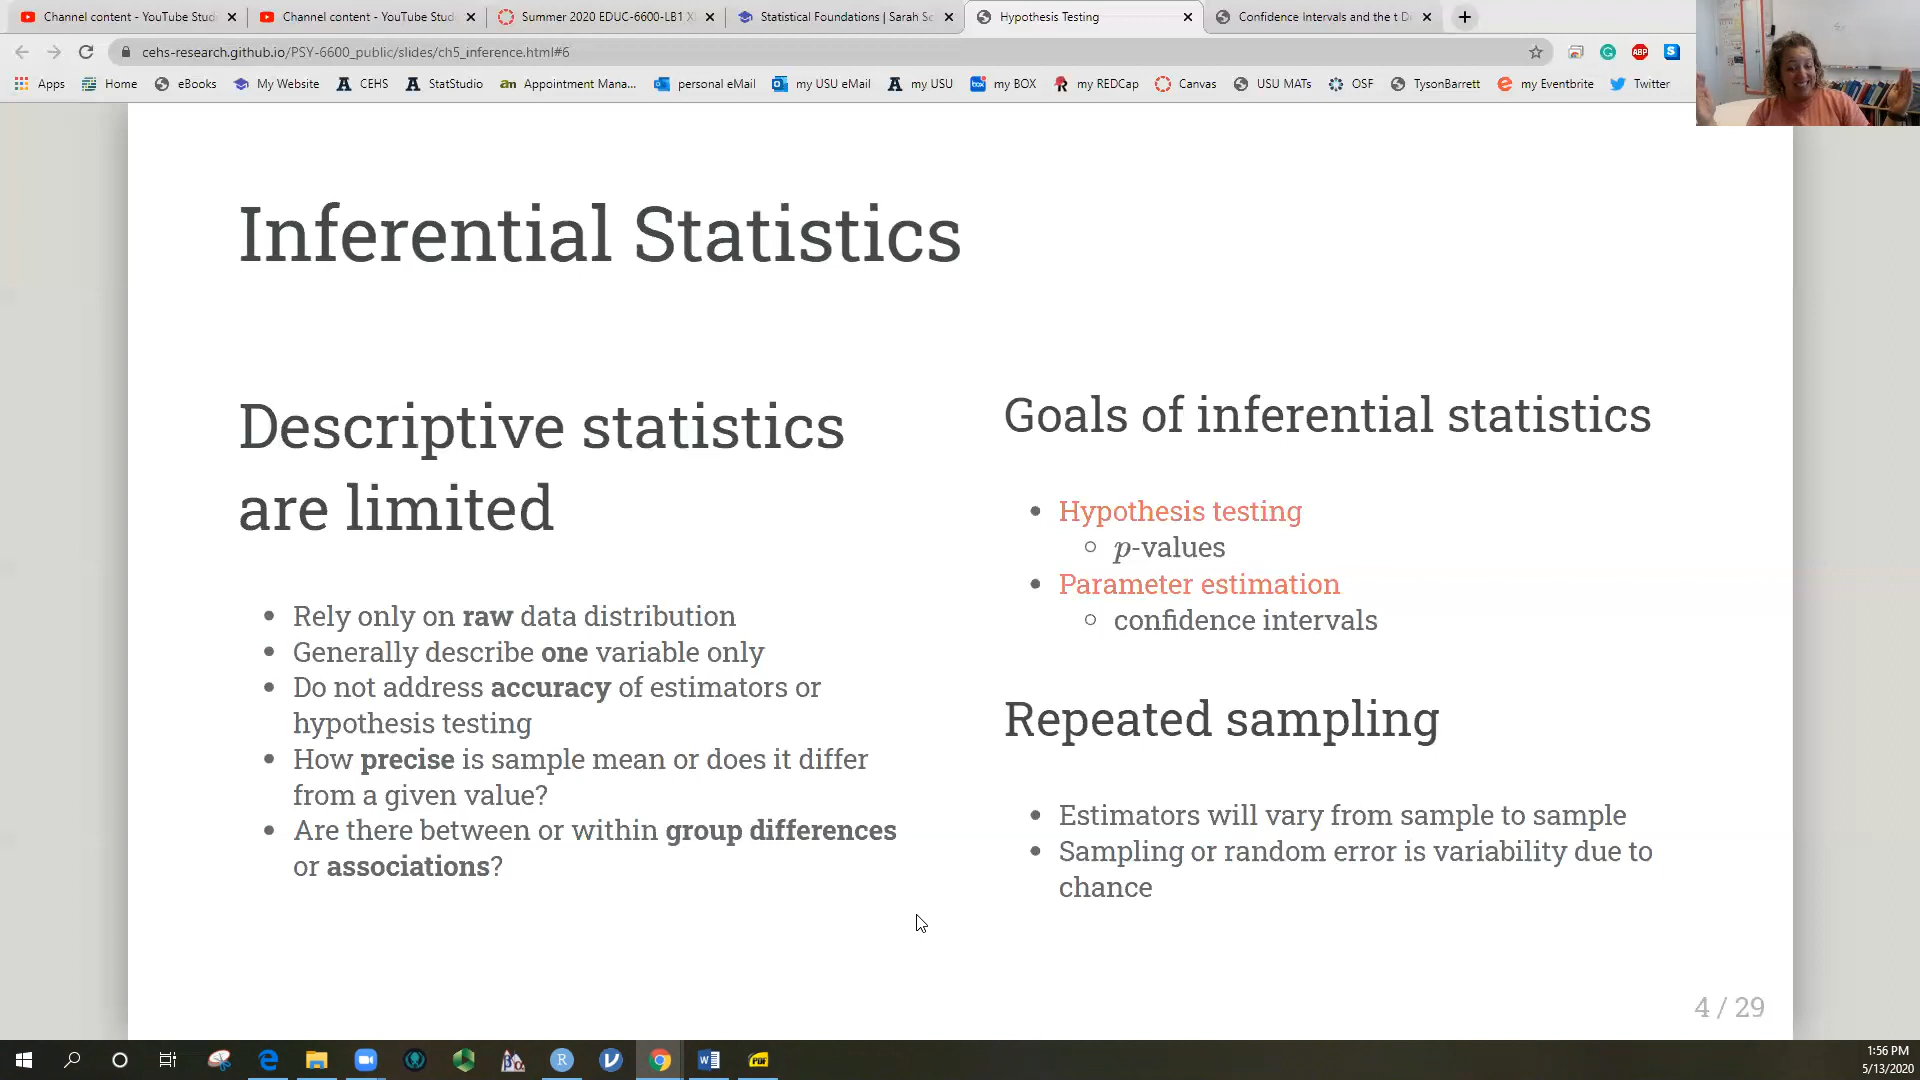 Channel content - YouTube Stud
Channel content - YouTube Stud
Summer 2020 EDUC-6600-LB1 X
Statistical Foundations | Sarah Sc
Hypothesis Testing
Confidence Intervals and the t D
cehs-research.github.io/PSY-6600_public/slides/ch5_inference.html#6
Apps
Home
eBooks
My Website
CEHS
StatStudio
an Appointment Mana...
personal eMail
my USU eMail
my USU
my BOX
my REDCap
Canvas
USU MATs
OSF
TysonBarrett
my Eventbrite
Twitter
Inferential Statistics
Descriptive statistics
are limited
Rely only on raw data distribution
Generally describe one variable only
Do not address accuracy of estimators or
hypothesis testing
How precise is sample mean or does it differ
from a given value?
Are there between or within group differences
or associations?
Goals of inferential statistics
Hypothesis testing
p-values
Parameter estimation
confidence intervals
Repeated sampling
Estimators will vary from sample to sample
Sampling or random error is variability due to
chance
4 / 29
1:56 PM
5/13/2020